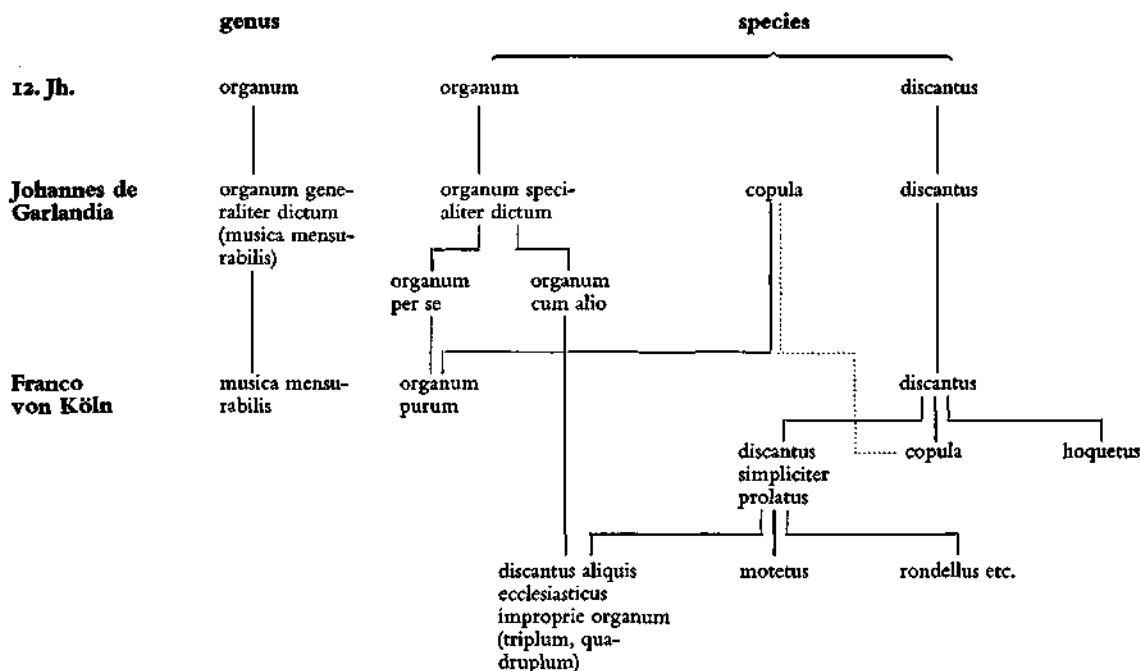 genus species
12. Jh. organum organum discantus
Johannes de organum gene- organum speci- copula discantus
Garlandia raliter dictum aliter dictum
(musica mensu-
rabilis)
organum organum
per se cum alio
Franco musica mensu- organum discantus
von Köln rabilis purum
discantus copula hoquetus
simpliciter
prolatus
discantus aliquis motetus rondellus etc.
ecclesiasticus
improprie organum
(triplum, qua-
druplum)